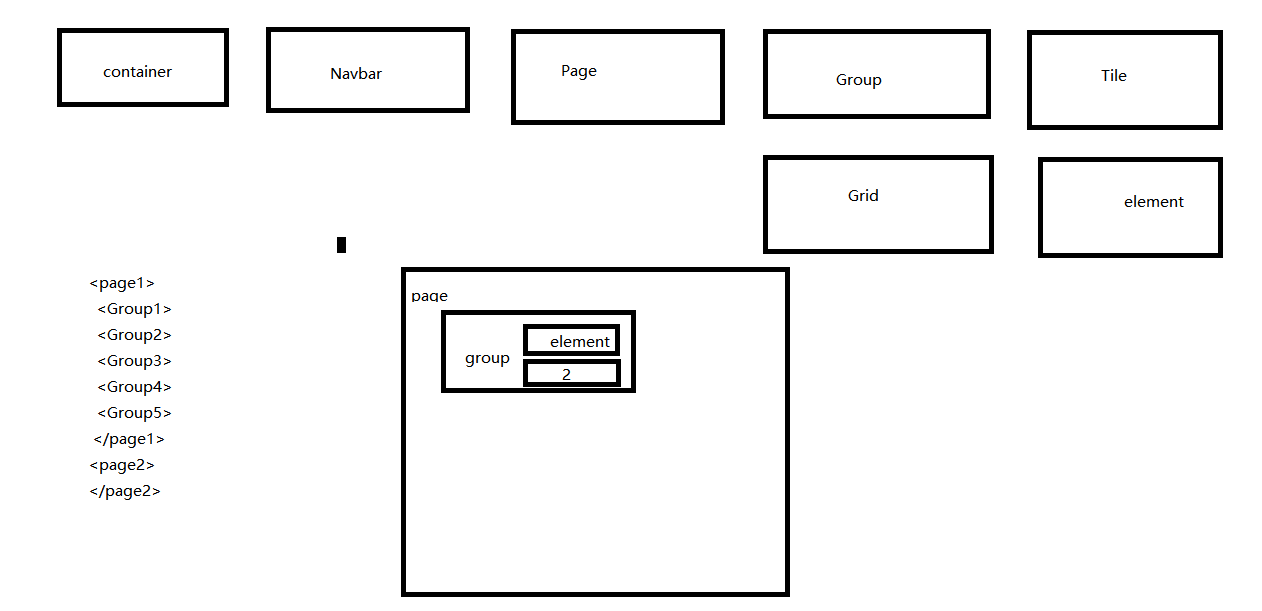 container
Navbar
Page
Group
Tile
Grid
element
<page1>
<Group1>
<Group2>
<Group3>
<Group4>
<Group5>
</page1>
<page2>
</page2>
page
group
element
2